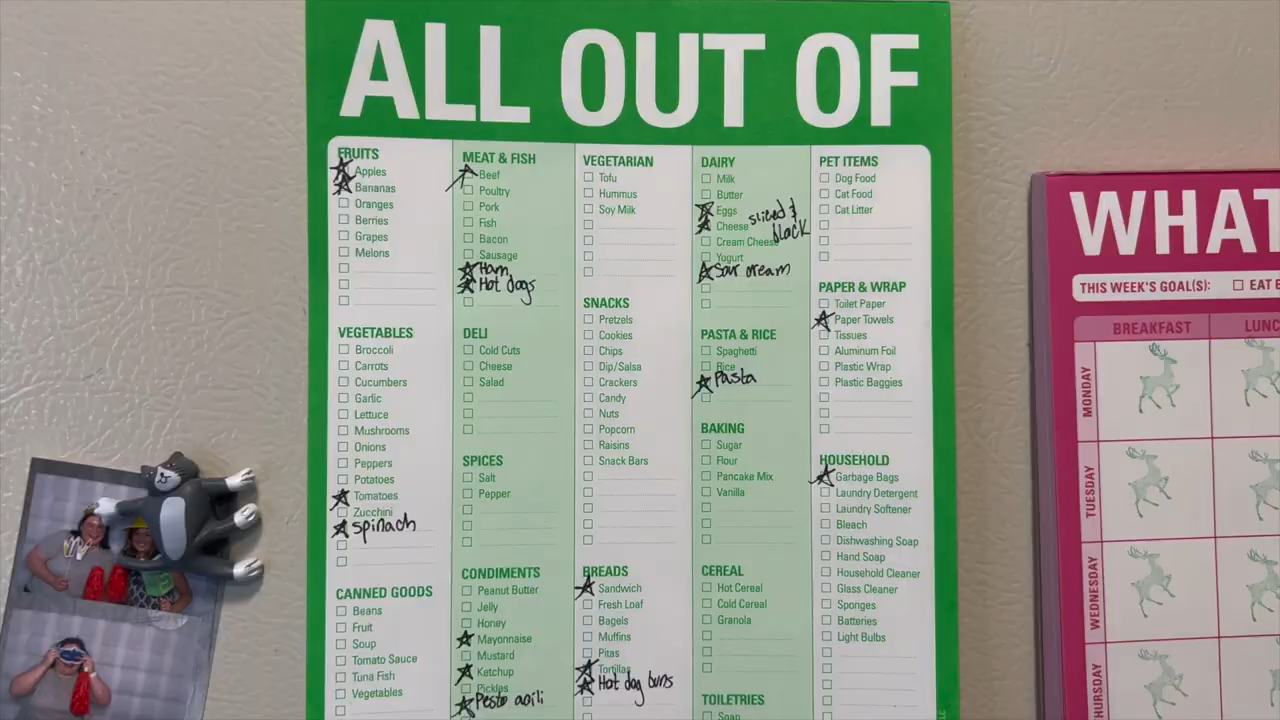 ALL OUT OF
FRUITS
Apples
Bananas
Oranges
Berries
Grapes
Melons
VEGETABLES
Broccoli
Carrots
Cucumbers
Garlic
Lettuce
Mushrooms
Onions
Peppers
Potatoes
Tomatoes
Zucchini
spinach
CANNED GOODS
Beans
Fruit
Soup
Tomato Sauce
Tuna Fish
Vegetables
MEAT & FISH
Beef
Poultry
Pork
Fish
Bacon
Sausage
Ham
Hot dogs
DELI
Cold Cuts
Cheese
Salad
SPICES
Salt
Pepper
CONDIMENTS
Peanut Butter
Jelly
Honey
Mayonnaise
Mustard
Ketchup
Pickles
Pesto aoili
VEGETARIAN
Tofu
Hummus
Soy Milk
SNACKS
Pretzels
Cookies
Chips
Dip/Salsa
Crackers
Candy
Nuts
Popcorn
Raisins
Snack Bars
BREADS
Sandwich
Fresh Loaf
Bagels
Muffins
Pitas
Tortillas
Hot dog buns
DAIRY
Milk
Butter
Eggs
Cheese sliced &
block
Cream Cheese
Yogurt
Sour cream
PASTA & RICE
Spaghetti
Rice
Pasta
BAKING
Sugar
Flour
Pancake Mix
Vanilla
CEREAL
Hot Cereal
Cold Cereal
Granola
TOILETRIES
Soap
PET ITEMS
Dog Food
Cat Food
Cat Litter
PAPER & WRAP
Toilet Paper
Paper Towels
Tissues
Aluminum Foil
Plastic Wrap
Plastic Baggies
HOUSEHOLD
Garbage Bags
Laundry Detergent
Laundry Softener
Bleach
Dishwashing Soap
Hand Soap
Household Cleaner
Glass Cleaner
Sponges
Batteries
Light Bulbs
WHAT
THIS WEEK'S GOAL(S): EAT
BREAKFAST LUNC
MONDAY
TUESDAY
WEDNESDAY
HURSDAY